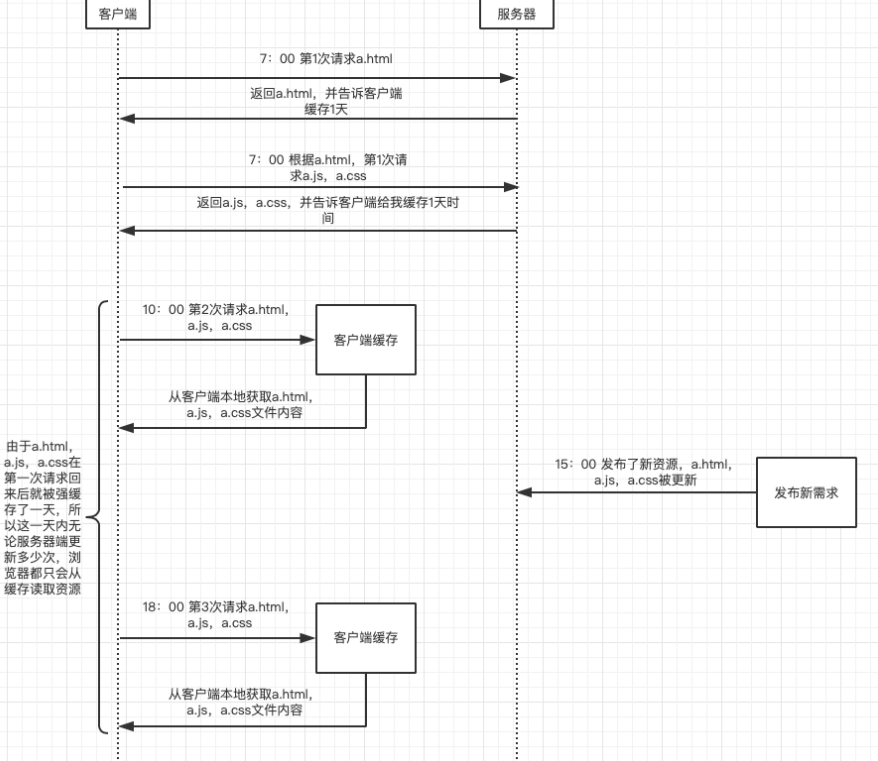 客户端
服务器
7：00 第1次请求a.html
返回a.html，并告诉客户端
缓存1天
7：00 根据a.html，第1次请
求a.js，a.css
返回a.js，a.css，并告诉客户端给我缓存1天时
间
10：00 第2次请求a.html，
a.js，a.css
客户端缓存
从客户端本地获取a.html，
a.js，a.css文件内容
由于a.html，
a.js，a.css在
第一次请求回
来后就被强缓
存了一天，所
以这一天内无
论服务器端更
新多少次，浏
览器都只会从
缓存读取资源
15：00 发布了新资源，a.html，
a.js，a.css被更新
发布新需求
18：00 第3次请求a.html，
a.js，a.css
客户端缓存
从客户端本地获取a.html，
a.js，a.css文件内容